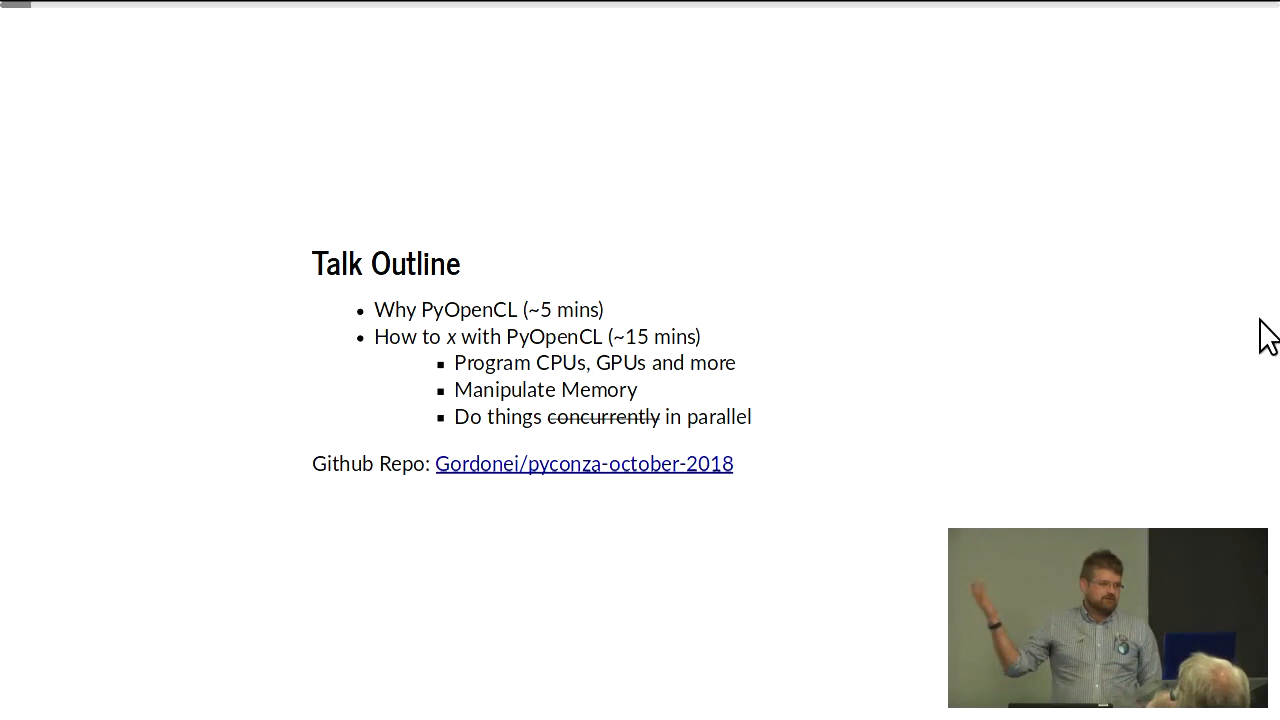 Talk Outline
Why PyOpenCL (~5 mins)
How to x with PyOpenCL (~15 mins)
Program CPUs, GPUs and more
Manipulate Memory
Do things concurrently in parallel
Github Repo: Gordonei/pyconza-october-2018